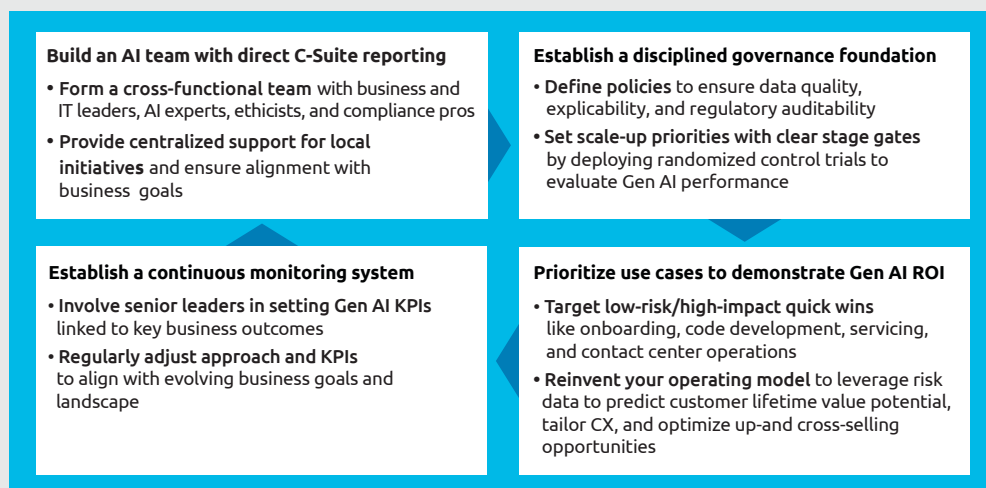 Build an AI team with direct C-Suite reporting
• Form a cross-functional team with business and
IT leaders, AI experts, ethicists, and compliance pros
• Provide centralized support for local
initiatives and ensure alignment with
business goals
Establish a disciplined governance foundation
• Define policies to ensure data quality,
explicability, and regulatory auditability
• Set scale-up priorities with clear stage gates
by deploying randomized control trials to
evaluate Gen AI performance
Establish a continuous monitoring system
• Involve senior leaders in setting Gen AI KPIs
linked to key business outcomes
• Regularly adjust approach and KPIs
to align with evolving business goals and
landscape
Prioritize use cases to demonstrate Gen AI ROI
• Target low-risk/high-impact quick wins
like onboarding, code development, servicing,
and contact center operations
• Reinvent your operating model to leverage risk
data to predict customer lifetime value potential,
tailor CX, and optimize up-and cross-selling
opportunities